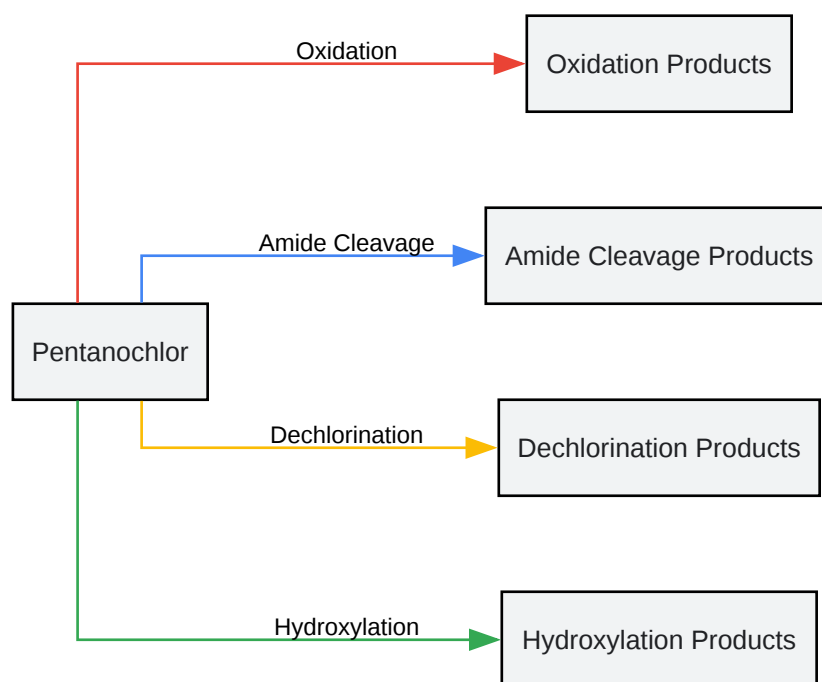 Oxidation
Oxidation Products
Amide Cleavage
Amide Cleavage Products
Pentanochlor
Dechlorination
Dechlorination Products
Hydroxylation
Hydroxylation Products